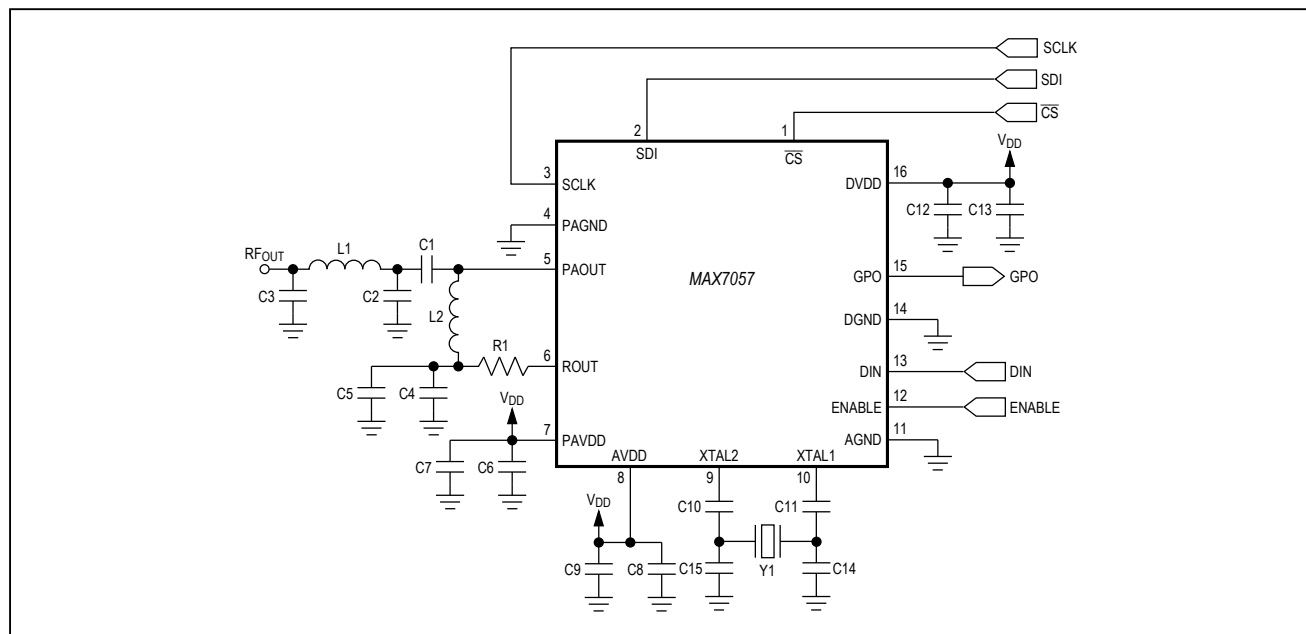 SCLK
SDI
CS
2
SDI
1
CS
VDD
3
SCLK
16
DVDD
C12
C13
4
PAGND
RFOUT
L1
C1
5
PAOUT
MAX7057
15
GPO
GPO
C3
C2
L2
14
DGND
R1
6
ROUT
13
DIN
DIN
C5
C4
12
ENABLE
ENABLE
VDD
7
PAVDD
11
AGND
C7
C6
AVDD
8
XTAL2
9
XTAL1
10
VDD
C10
C11
C9
C8
C15
Y1
C14